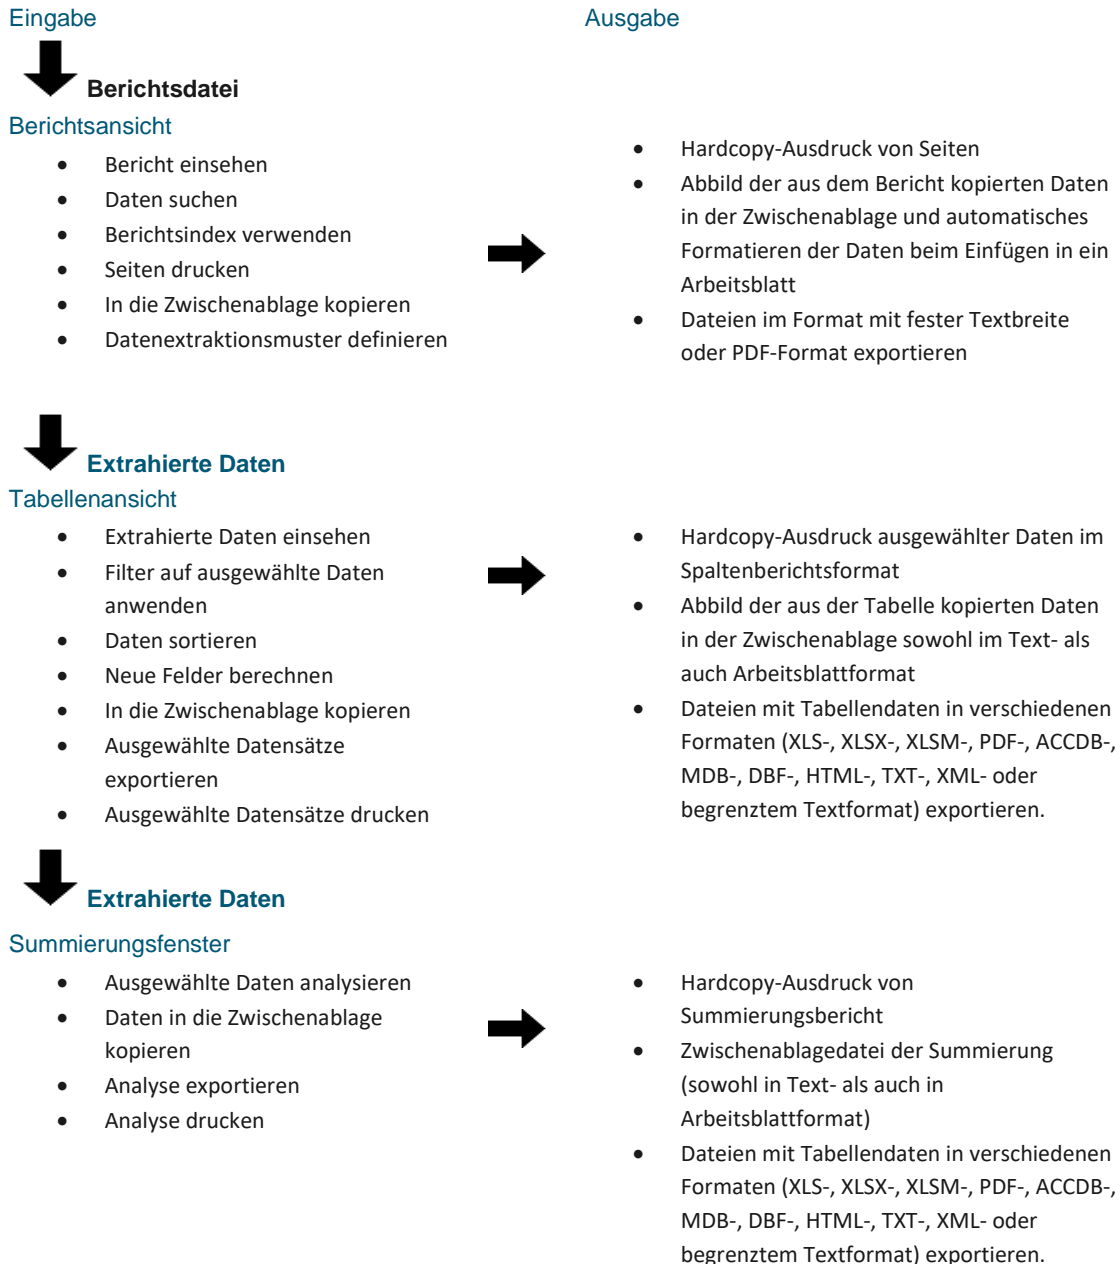 Eingabe
Ausgabe
Berichtsdatei
Berichtsansicht
• Bericht einsehen
• Daten suchen
• Berichtsindex verwenden
• Seiten drucken
• In die Zwischenablage kopieren
• Datenextraktionsmuster definieren
• Hardcopy-Ausdruck von Seiten
• Abbild der aus dem Bericht kopierten Daten
in der Zwischenablage und automatisches
Formatieren der Daten beim Einfügen in ein
Arbeitsblatt
• Dateien im Format mit fester Textbreite
oder PDF-Format exportieren
Extrahierte Daten
Tabellenansicht
• Extrahierte Daten einsehen
• Filter auf ausgewählte Daten
anwenden
• Daten sortieren
• Neue Felder berechnen
• In die Zwischenablage kopieren
• Ausgewählte Datensätze
exportieren
• Ausgewählte Datensätze drucken
• Hardcopy-Ausdruck ausgewählter Daten im
Spaltenberichtsformat
• Abbild der aus der Tabelle kopierten Daten
in der Zwischenablage sowohl im Text- als
auch Arbeitsblattformat
• Dateien mit Tabellendaten in verschiedenen
Formaten (XLS-, XLSX-, XLSM-, PDF-, ACCDB-,
MDB-, DBF-, HTML-, TXT-, XML- oder
begrenztem Textformat) exportieren.
Extrahierte Daten
Summierungsfenster
• Ausgewählte Daten analysieren
• Daten in die Zwischenablage
kopieren
• Analyse exportieren
• Analyse drucken
• Hardcopy-Ausdruck von
Summierungsbericht
• Zwischenablagedatei der Summierung
(sowohl in Text- als auch in
Arbeitsblattformat)
• Dateien mit Tabellendaten in verschiedenen
Formaten (XLS-, XLSX-, XLSM-, PDF-, ACCDB-,
MDB-, DBF-, HTML-, TXT-, XML- oder
begrenztem Textformat) exportieren.